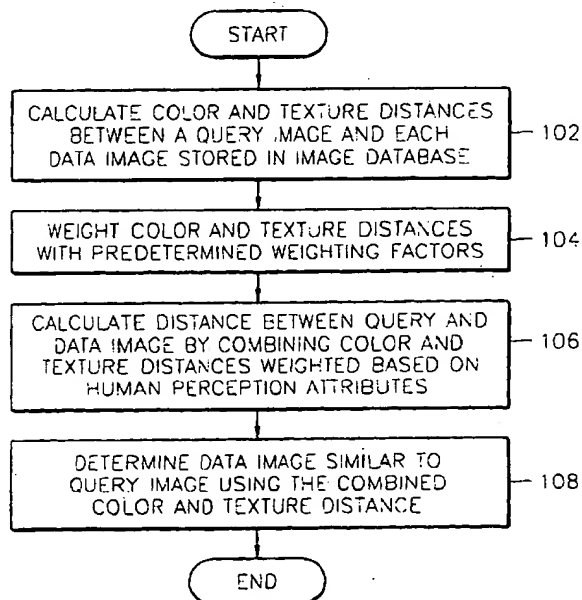 START
CALCULATE COLOR AND TEXTURE DISTANCES
BETWEEN A QUERY IMAGE AND EACH
DATA IMAGE STORED IN IMAGE DATABASE
102
WEIGHT COLOR AND TEXTURE DISTANCES
WITH PREDETERMINED WEIGHTING FACTORS
104
CALCULATE DISTANCE BETWEEN QUERY AND
DATA IMAGE BY COMBINING COLOR AND
TEXTURE DISTANCES WEIGHTED BASED ON
HUMAN PERCEPTION ATTRIBUTES
106
DETERMINE DATA IMAGE SIMILAR TO
QUERY IMAGE USING THE COMBINED
COLOR AND TEXTURE DISTANCE
108
END